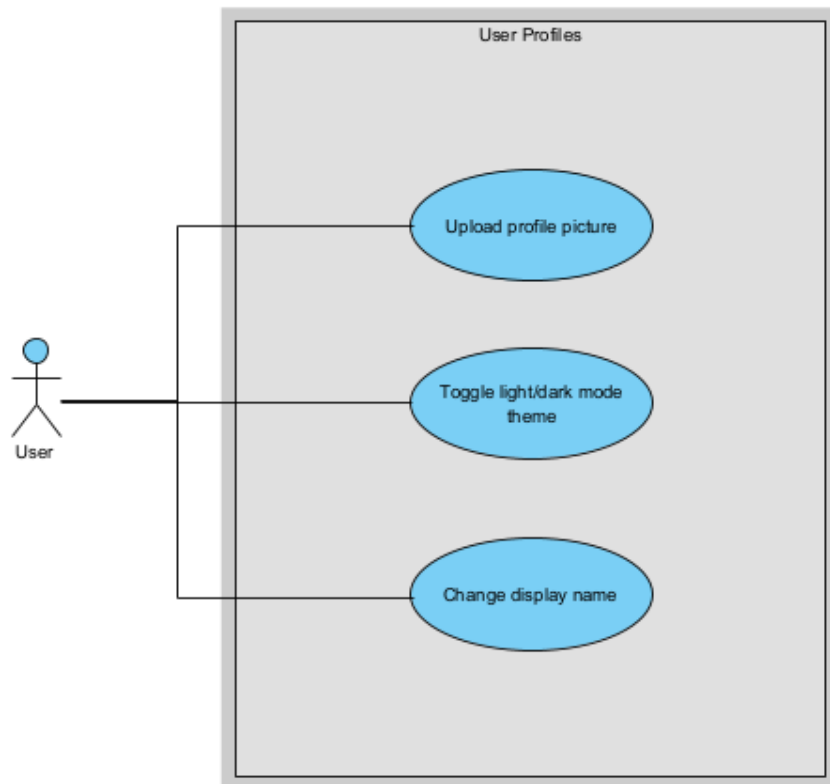 User Profiles
Upload profile picture
Toggle light/dark mode
theme
User
Change display name